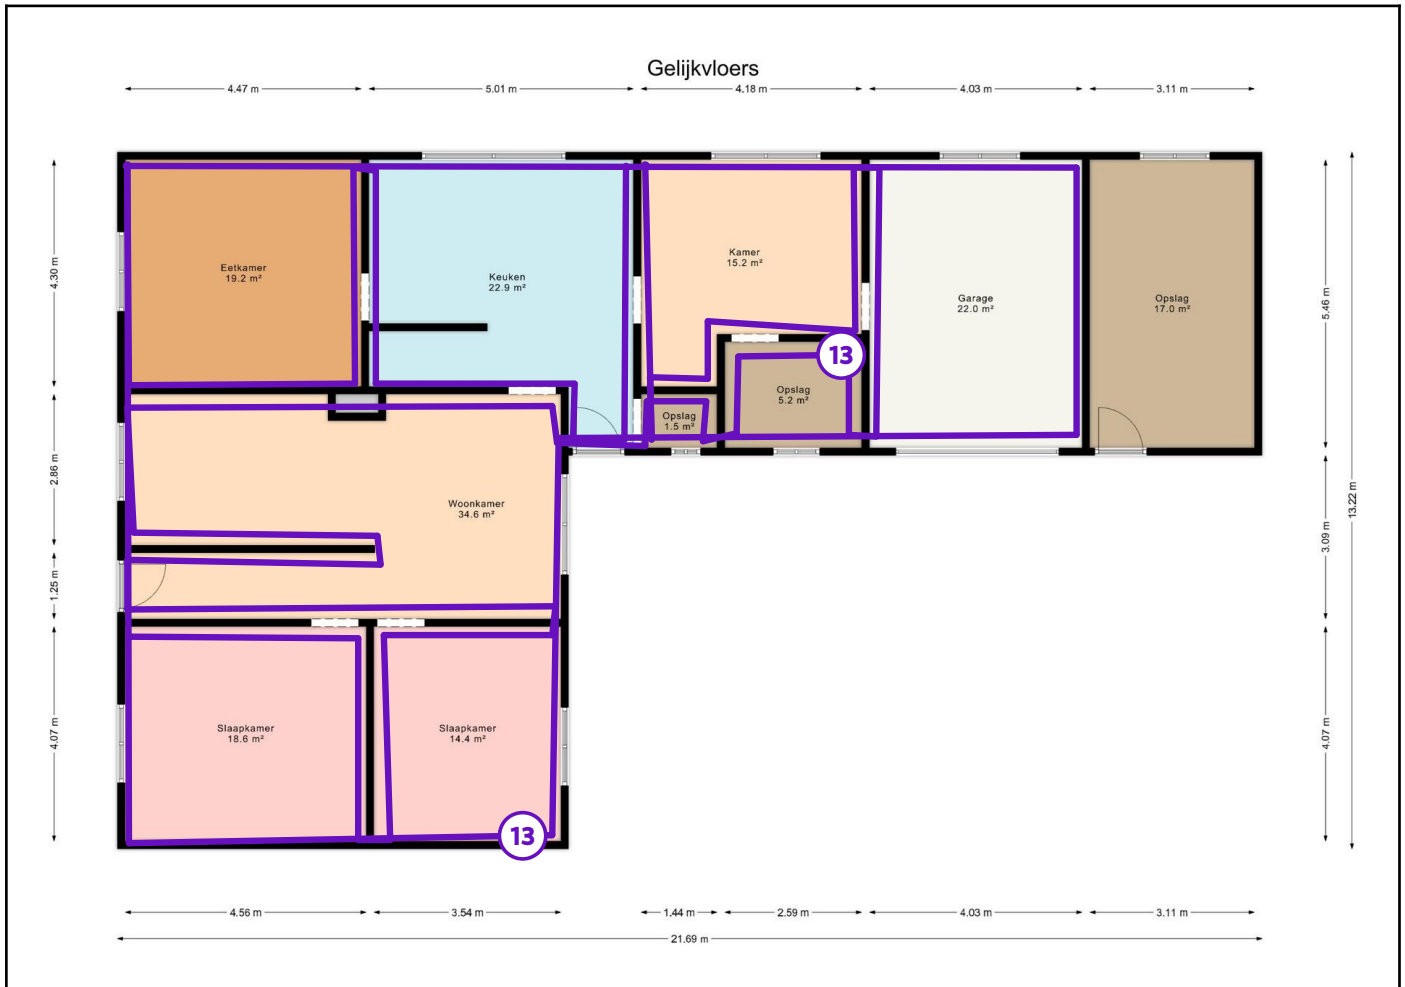 Gelijkvloers
4.47 m
5.01 m
4.18 m
4.03 m
3.11 m
4.30 m
2.86 m
1.25 m
4.07 m
Eetkamer
19.2 m²
Keuken
22.9 m²
Kamer
15.2 m²
Garage
22.0 m²
Opslag
17.0 m²
13
Opslag
5.2 m²
Opslag
1.5 m²
Woonkamer
34.6 m²
Slaapkamer
18.6 m²
Slaapkamer
14.4 m²
13
5.46 m
3.09 m
4.07 m
13.22 m
4.56 m
3.54 m
1.44 m
2.59 m
4.03 m
3.11 m
21.69 m